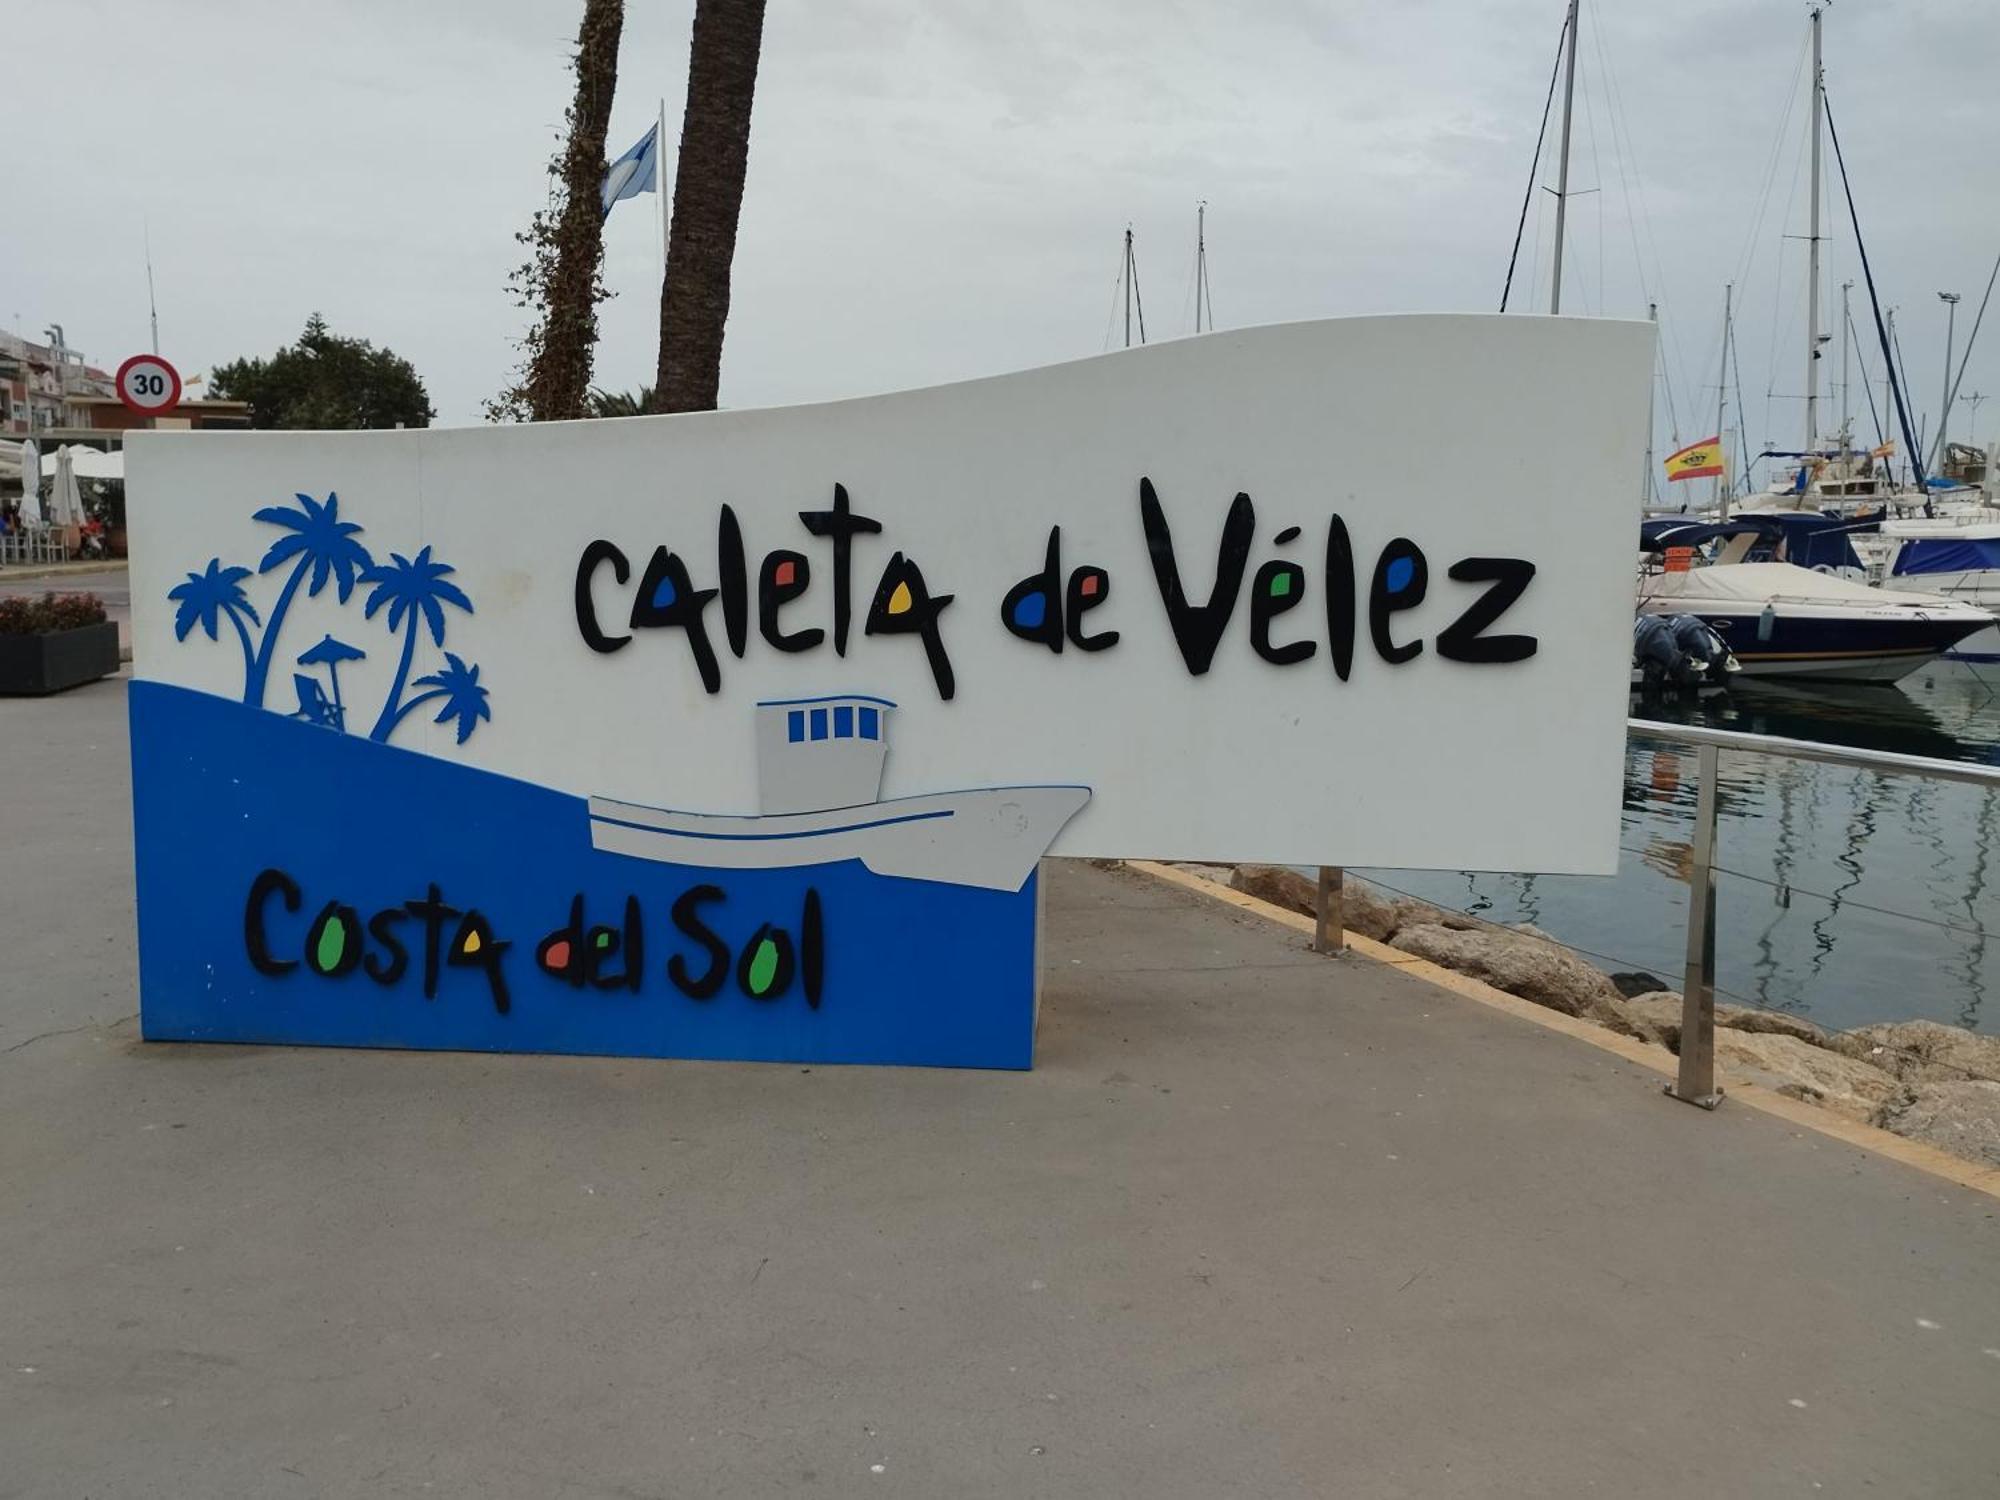 30
Caleta de Vélez
Costa del Sol